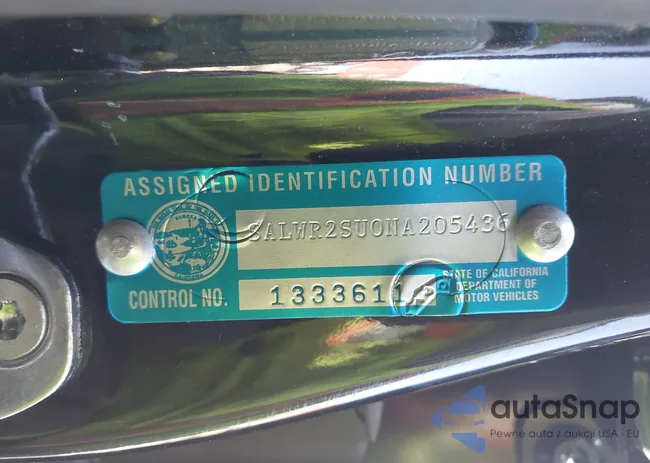 ASSIGNED IDENTIFICATION NUMBER
SALWR2SU0NA205436
CONTROL NO.
1333611
STATE OF CALIFORNIA
DEPARTMENT OF
MOTOR VEHICLES
autaSnap
Pewne auta z aukcji USA i EU